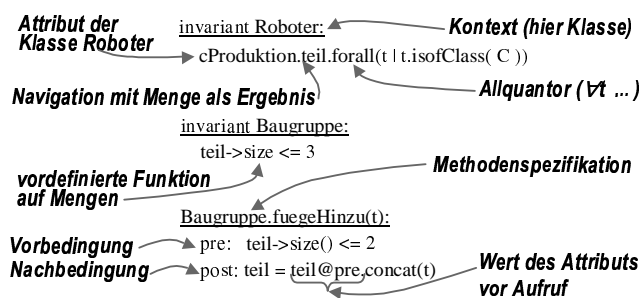 Attribut der
Klasse Roboter
invariant Roboter:
Kontext (hier Klasse)
cProduktion.teil.forall(t | t.isofClass( C ))
Navigation mit Menge als Ergebnis
Allquantor (∀t ...)
invariant Baugruppe:
teil->size <= 3
Methodenspezifikation
vordefinierte Funktion
auf Mengen
Baugruppe.fuegeHinzu(t):
Vorbedingung
pre: teil->size() <= 2
Nachbedingung
post: teil = teil@pre.concat(t)
Wert des Attributs
vor Aufruf